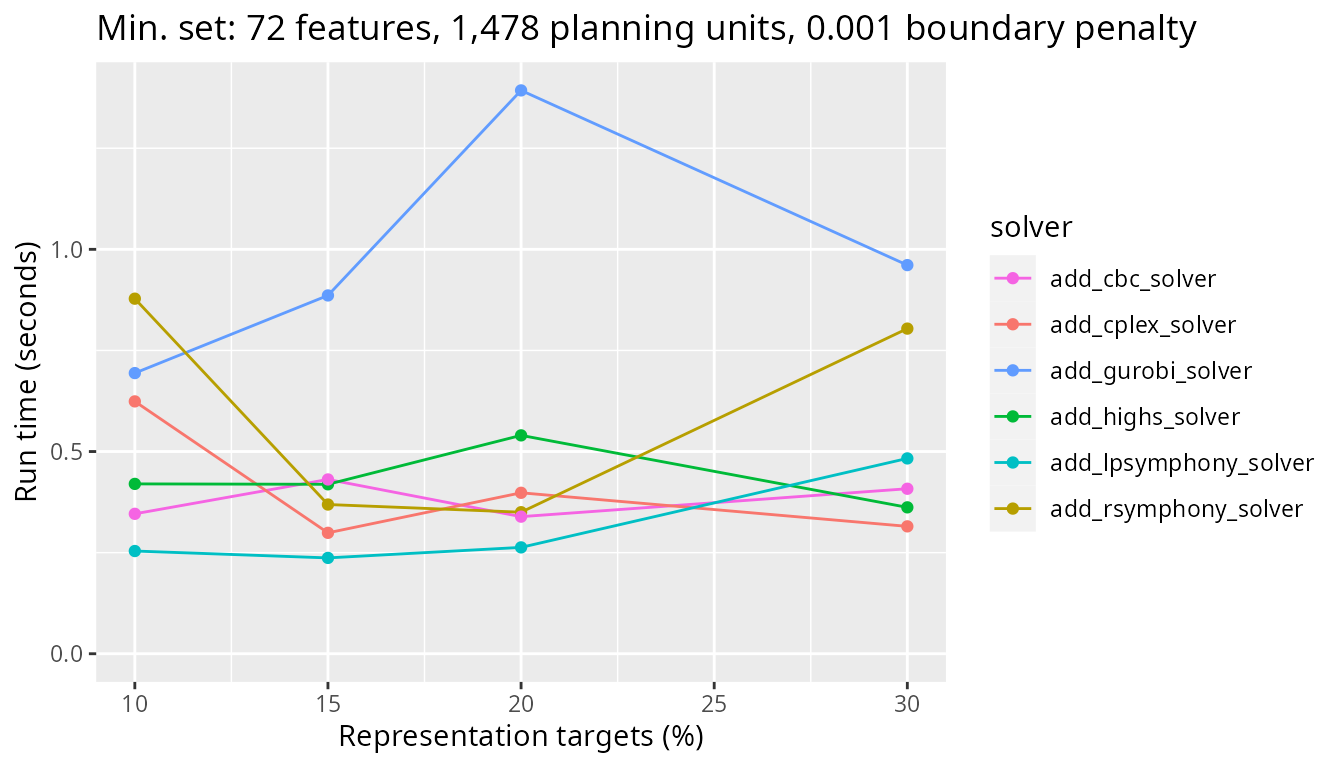 Min. set: 72 features, 1,478 planning units, 0.001 boundary penalty
Run time (seconds)
1.0
0.5
0.0
10 15 20 25 30
Representation targets (%)
solver
add_cbc_solver
add_cplex_solver
add_gurobi_solver
add_highs_solver
add_lpsymphony_solver
add_rsymphony_solver